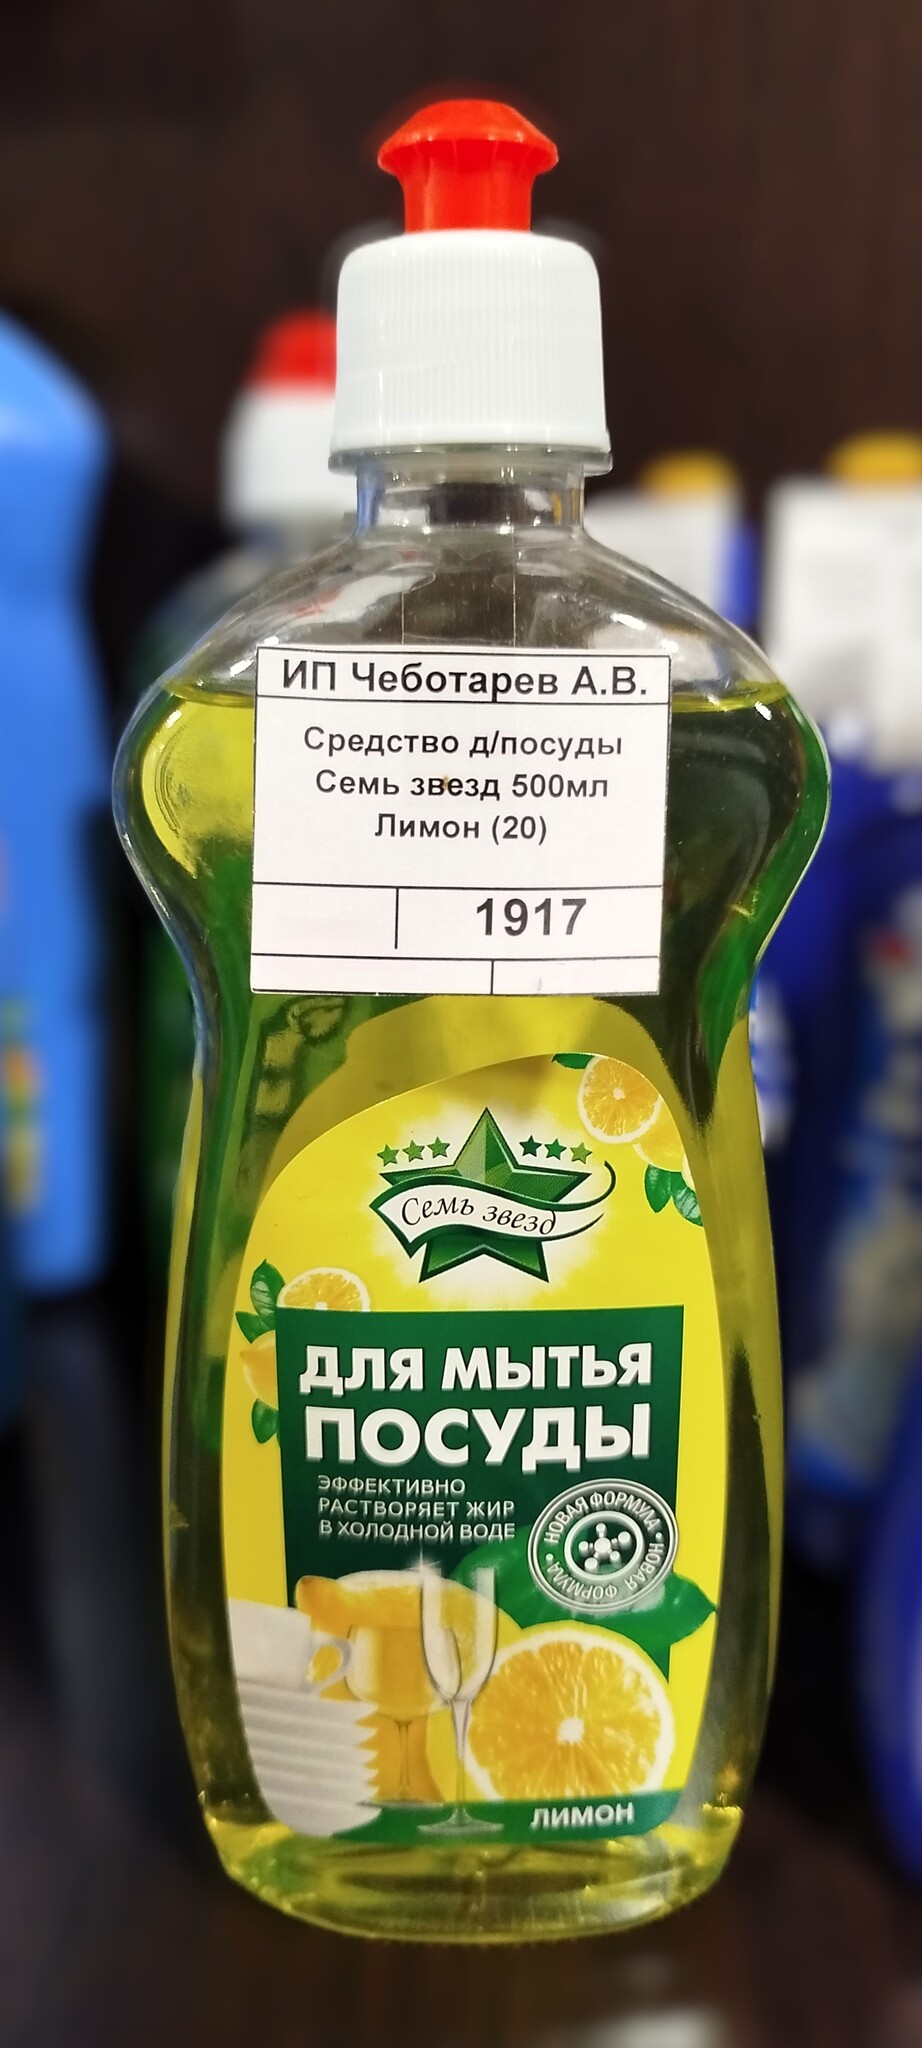 ИП Чеботарев А.В.
Средство д/посуды
Семь звезд 500мл
Лимон (20)
1917
Семь звезд
ДЛЯ МЫТЬЯ
ПОСУДЫ
ЭФФЕКТИВНО
РАСТВОРЯЕТ ЖИР
В ХОЛОДНОЙ ВОДЕ
НОВАЯ ФОРМУЛА • НОВАЯ ФОРМУЛА •
ЛИМОН